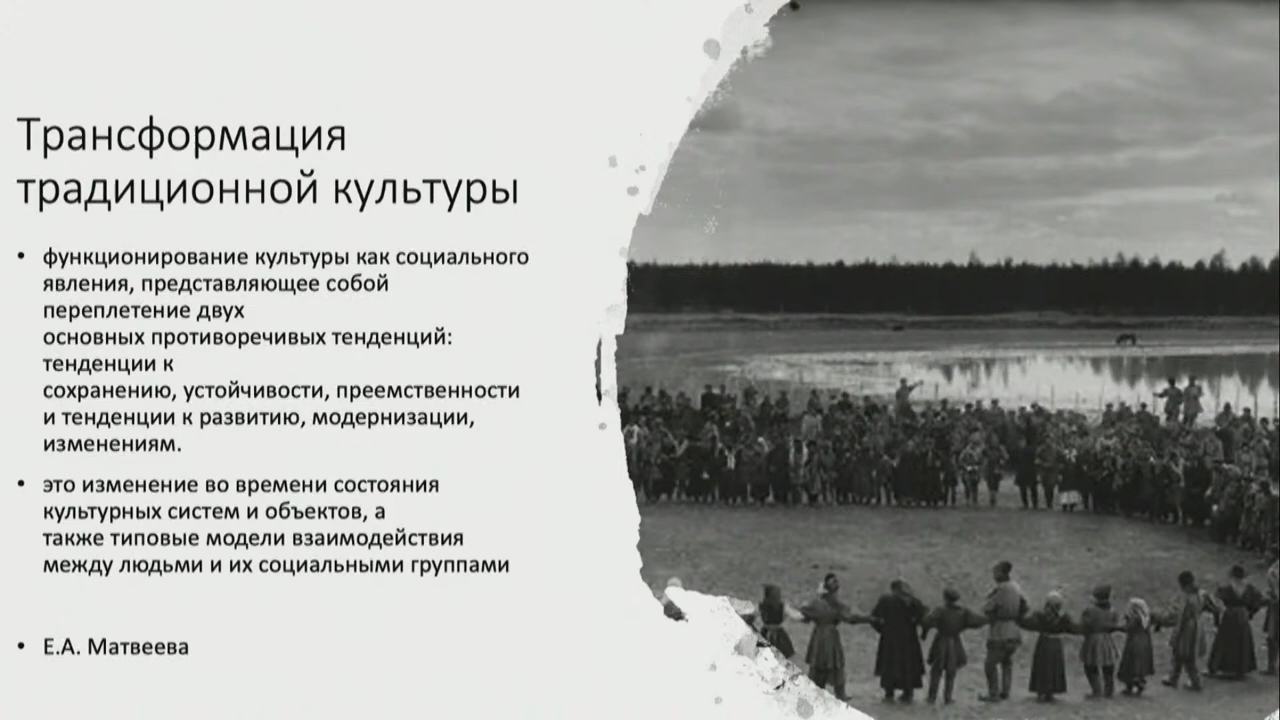 Трансформация
традиционной культуры
• функционирование культуры как социального
явления, представляющее собой
переплетение двух
основных противоречивых тенденций:
тенденции к
сохранению, устойчивости, преемственности
и тенденции к развитию, модернизации,
изменениям.
• это изменение во времени состояния
культурных систем и объектов, а
также типовые модели взаимодействия
между людьми и их социальными группами
• Е.А. Матвеева